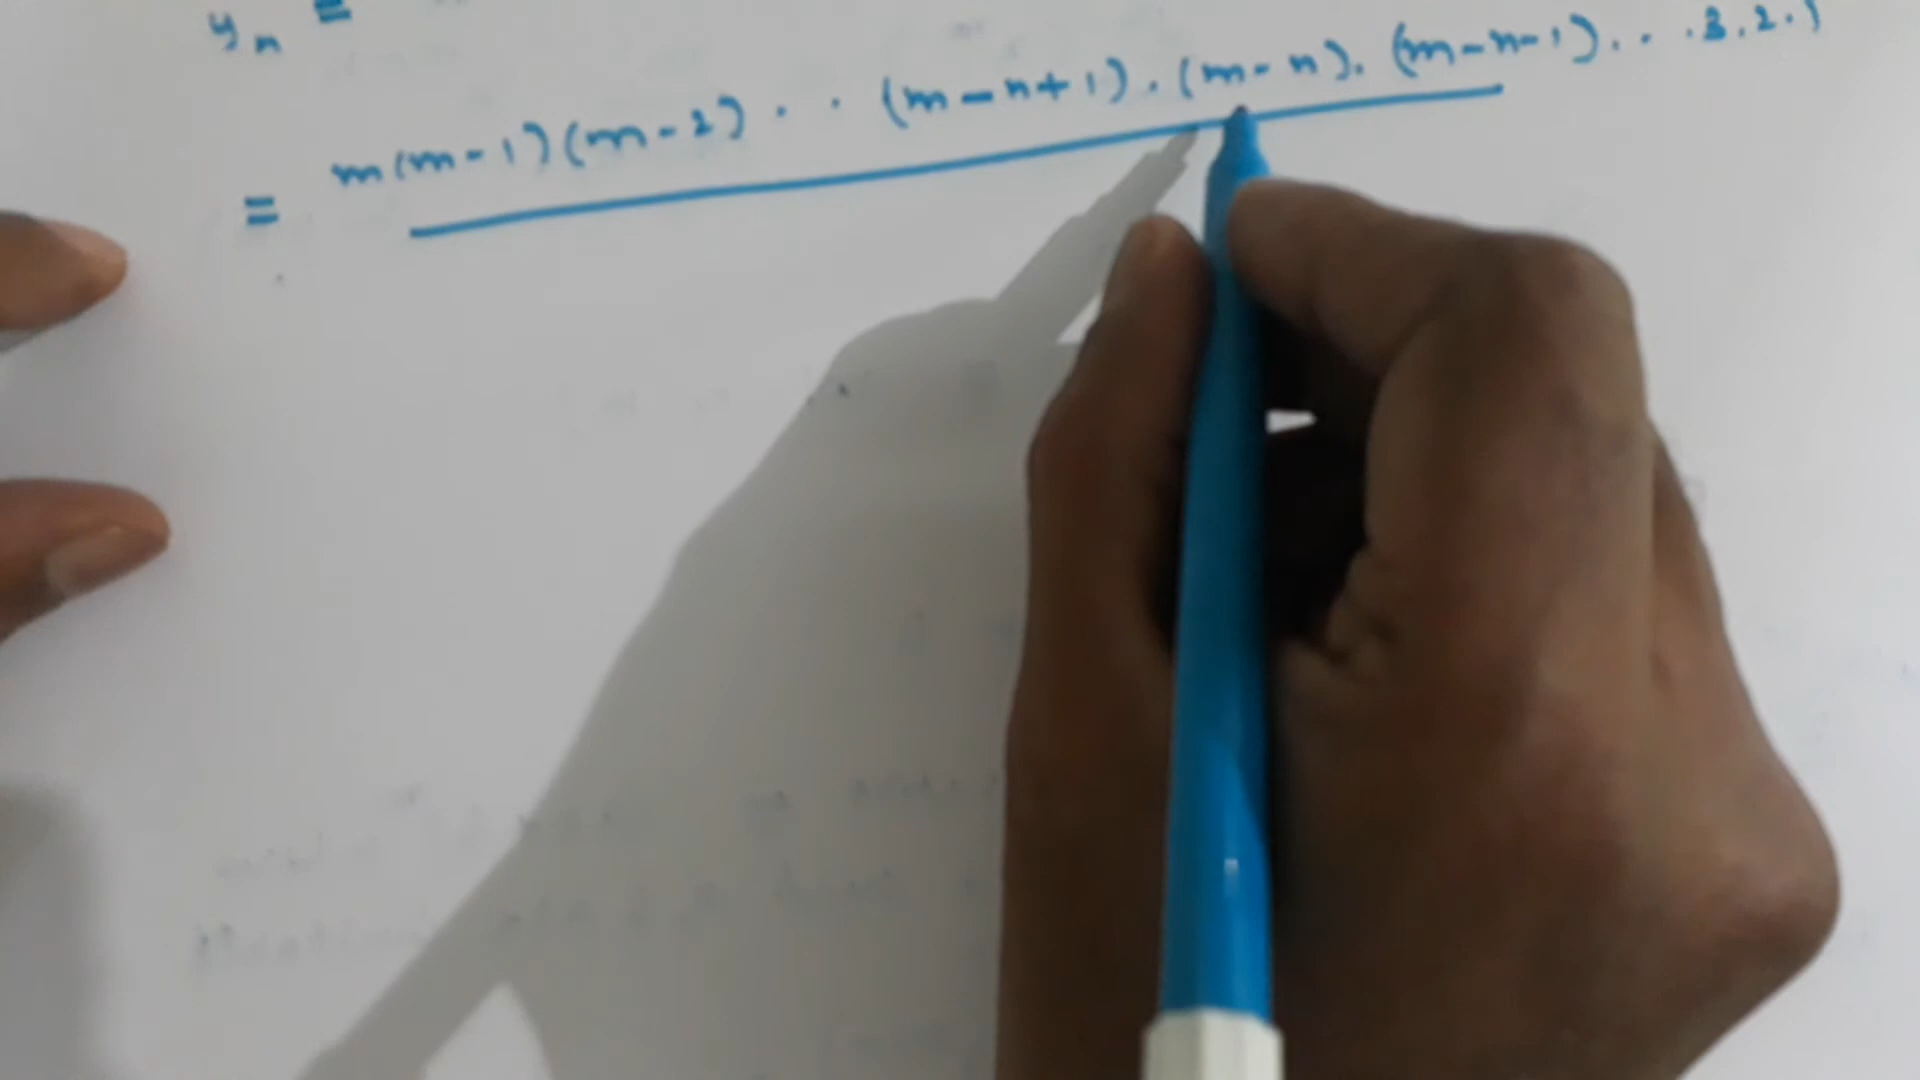 yn =
= m(m-1)(m-2) . . (m-n+1).(m-n).(m-n-1). . .3.2.1